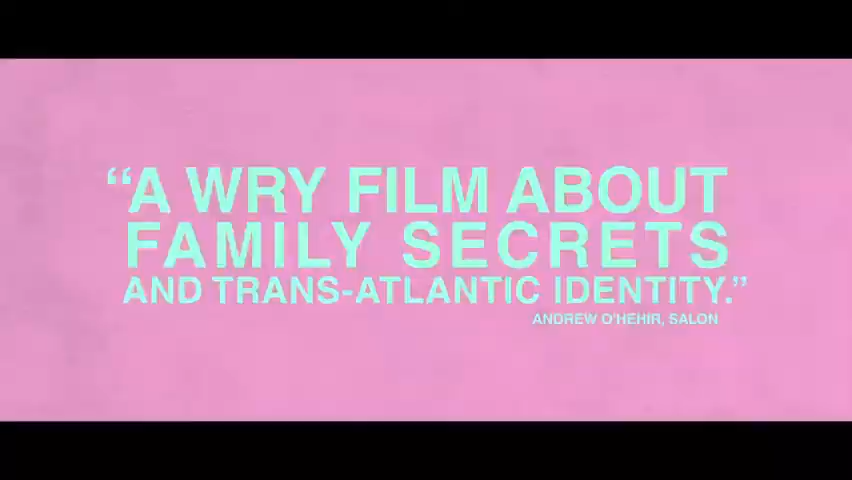 “A WRY FILM ABOUT
FAMILY SECRETS
AND TRANS-ATLANTIC IDENTITY.”
ANDREW O'HEHIR, SALON